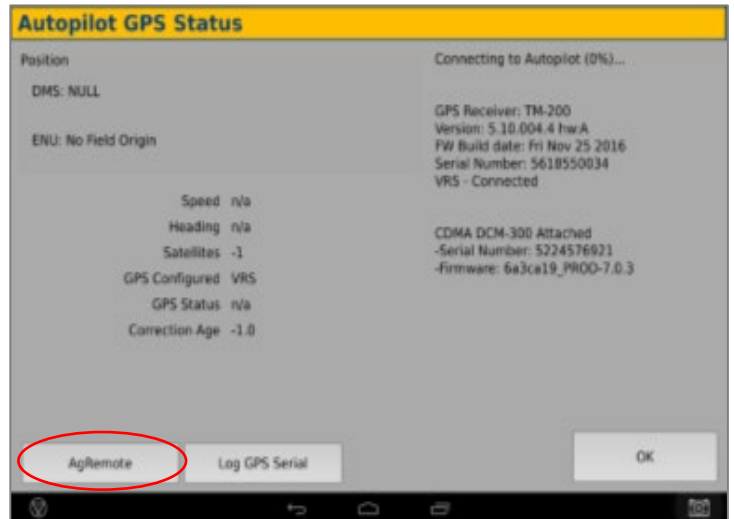 Autopilot GPS Status
Position
DMS: NULL
ENU: No Field Origin
Speed n/a
Heading n/a
Satellites -1
GPS Configured VRS
GPS Status n/a
Correction Age -1.0
Connecting to Autopilot (0%)...
GPS Receiver: TM-200
Version: 5.10.004.4 hw:A
FW Build date: Fri Nov 25 2016
Serial Number: 5618550034
VRS - Connected
CDMA DCM-300 Attached
-Serial Number: 5224576921
-Firmware: 6a3ca19_PROD-7.0.3
AgRemote
Log GPS Serial
OK